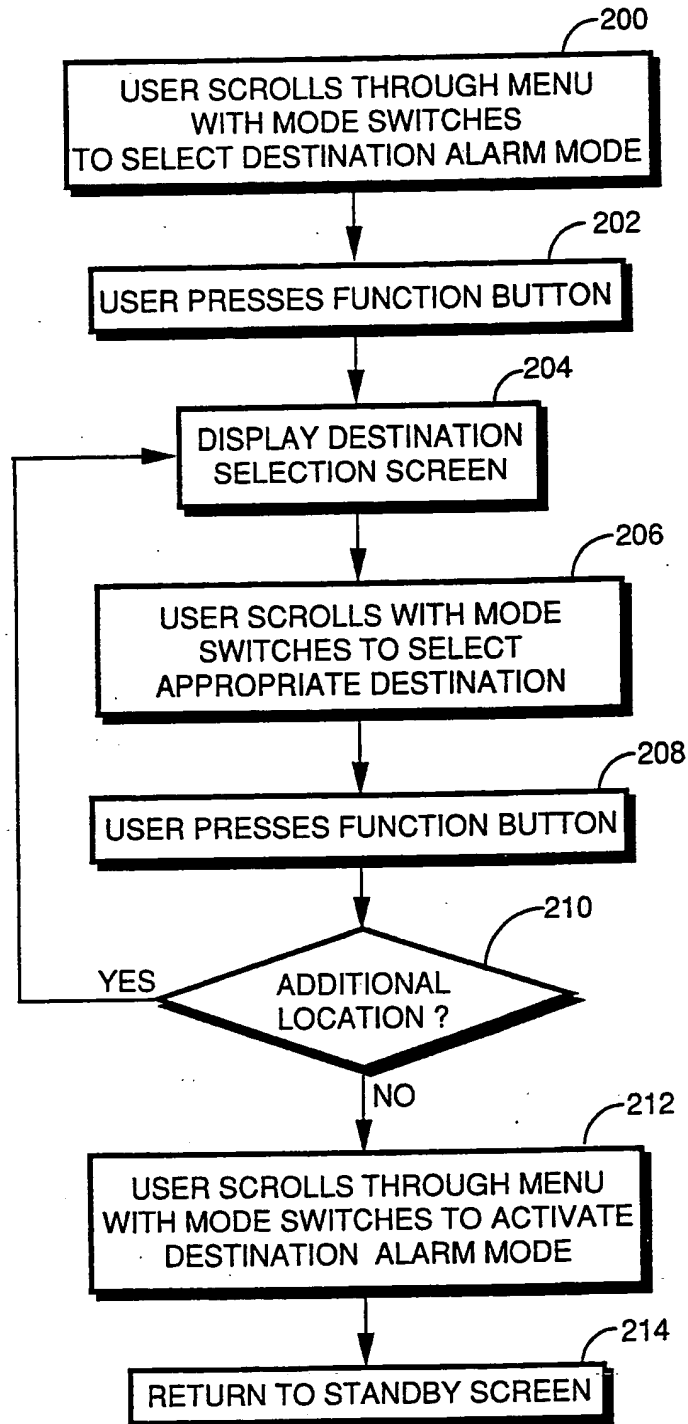 200
USER SCROLLS THROUGH MENU
WITH MODE SWITCHES
TO SELECT DESTINATION ALARM MODE
202
USER PRESSES FUNCTION BUTTON
204
DISPLAY DESTINATION
SELECTION SCREEN
206
USER SCROLLS WITH MODE
SWITCHES TO SELECT
APPROPRIATE DESTINATION
208
USER PRESSES FUNCTION BUTTON
210
YES
ADDITIONAL
LOCATION ?
NO
212
USER SCROLLS THROUGH MENU
WITH MODE SWITCHES TO ACTIVATE
DESTINATION ALARM MODE
214
RETURN TO STANDBY SCREEN